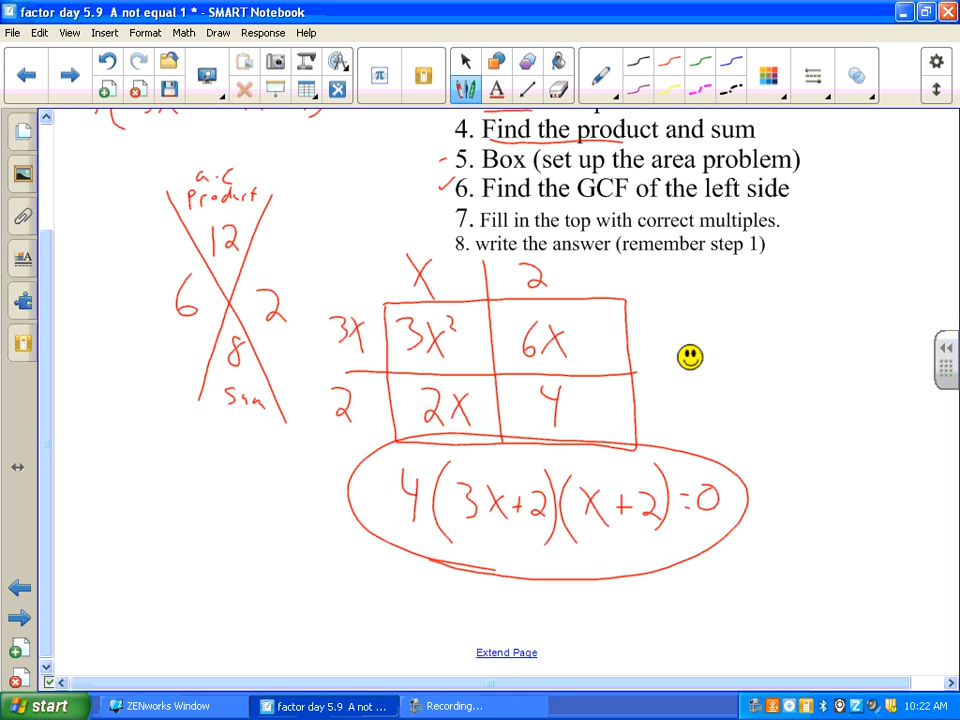 factor day 5.9 A not equal 1 * - SMART Notebook
File Edit View Insert Format Math Draw Response Help
4. Find the product and sum
5. Box (set up the area problem)
6. Find the GCF of the left side
7. Fill in the top with correct multiples.
8. write the answer (remember step 1)
a·c
product
12
6 2
8
sum
x 2
3x 3x² 6x
2 2x 4
4(3x+2)(x+2)=0
Extend Page
start ZENworks Window factor day 5.9 A not ... Recording... 10:22 AM